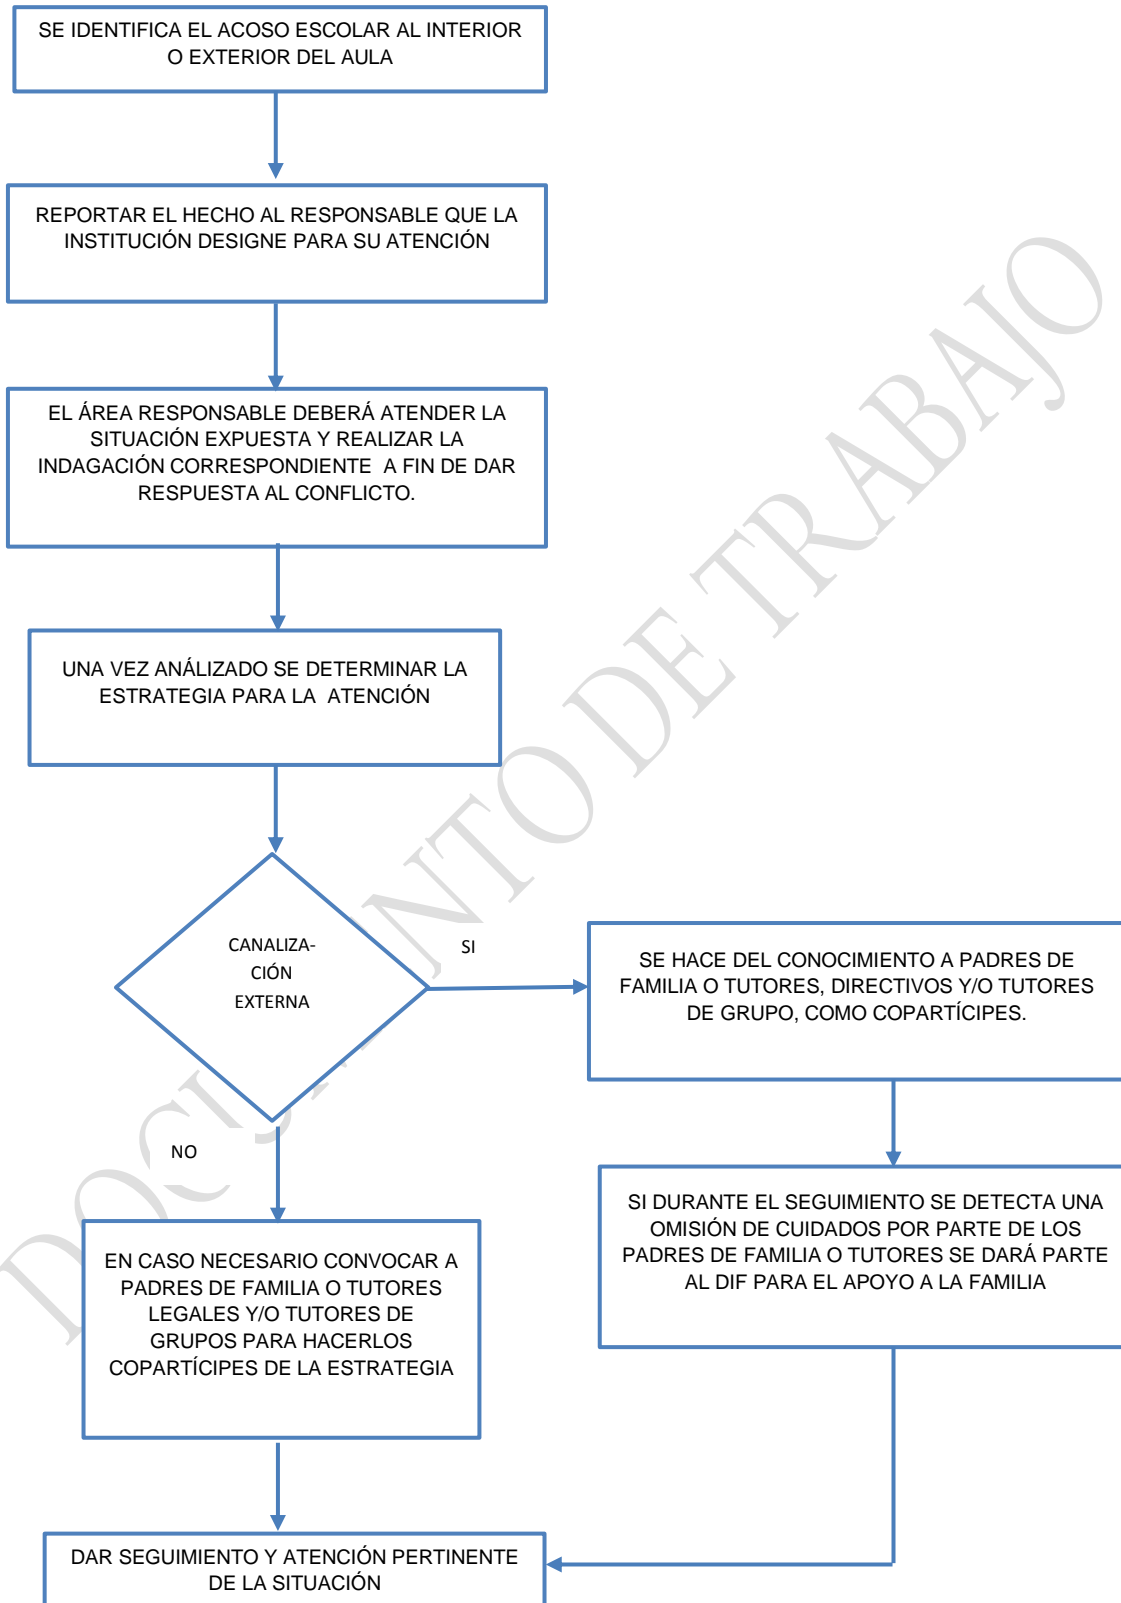 SE IDENTIFICA EL ACOSO ESCOLAR AL INTERIOR
O EXTERIOR DEL AULA
REPORTAR EL HECHO AL RESPONSABLE QUE LA
INSTITUCIÓN DESIGNE PARA SU ATENCIÓN
EL ÁREA RESPONSABLE DEBERÁ ATENDER LA
SITUACIÓN EXPUESTA Y REALIZAR LA
INDAGACIÓN CORRESPONDIENTE A FIN DE DAR
RESPUESTA AL CONFLICTO.
UNA VEZ ANÁLIZADO SE DETERMINAR LA
ESTRATEGIA PARA LA ATENCIÓN
CANALIZA-
CIÓN
EXTERNA
SI
SE HACE DEL CONOCIMIENTO A PADRES DE
FAMILIA O TUTORES, DIRECTIVOS Y/O TUTORES
DE GRUPO, COMO COPARTÍCIPES.
SI DURANTE EL SEGUIMIENTO SE DETECTA UNA
OMISIÓN DE CUIDADOS POR PARTE DE LOS
PADRES DE FAMILIA O TUTORES SE DARÁ PARTE
AL DIF PARA EL APOYO A LA FAMILIA
NO
EN CASO NECESARIO CONVOCAR A
PADRES DE FAMILIA O TUTORES
LEGALES Y/O TUTORES DE
GRUPOS PARA HACERLOS
COPARTÍCIPES DE LA ESTRATEGIA
DAR SEGUIMIENTO Y ATENCIÓN PERTINENTE
DE LA SITUACIÓN
DOCUMENTO DE TRABAJO